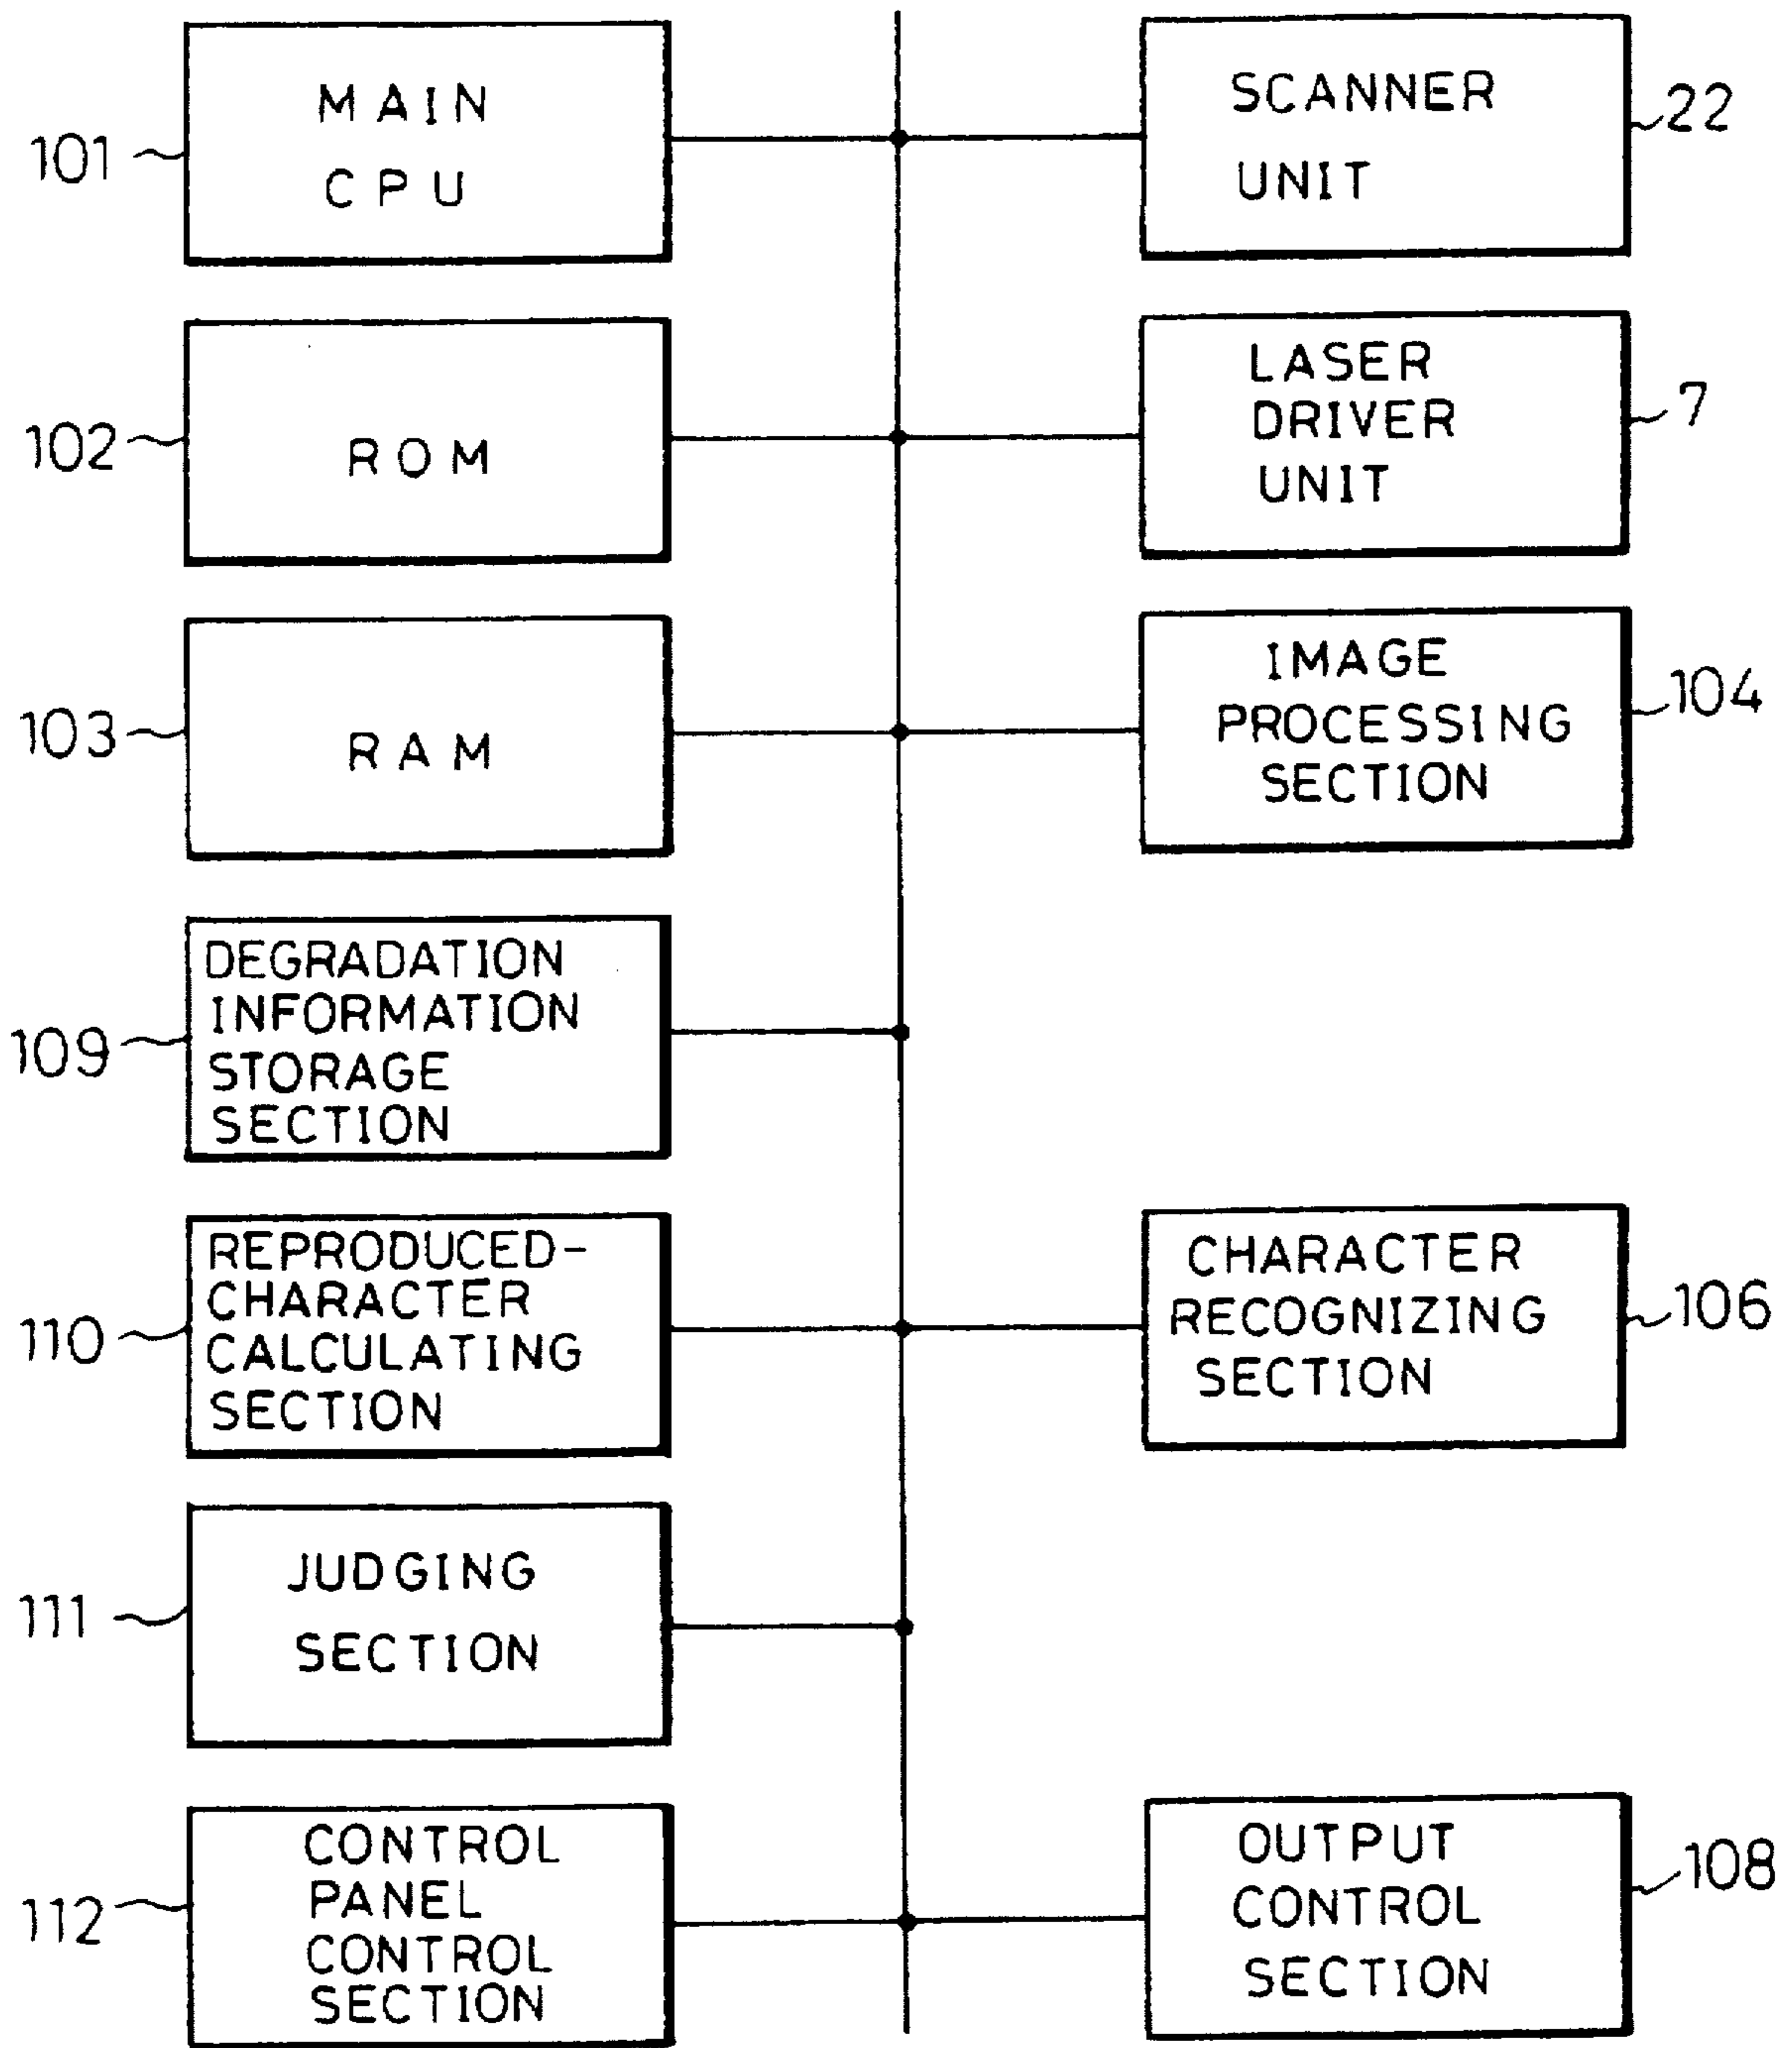 101
MAIN
CPU
SCANNER
UNIT
22
102
ROM
LASER
DRIVER
UNIT
7
103
RAM
IMAGE
PROCESSING
SECTION
104
109
DEGRADATION
INFORMATION
STORAGE
SECTION
110
REPRODUCED-
CHARACTER
CALCULATING
SECTION
CHARACTER
RECOGNIZING
SECTION
106
111
JUDGING
SECTION
112
CONTROL
PANEL
CONTROL
SECTION
OUTPUT
CONTROL
SECTION
108